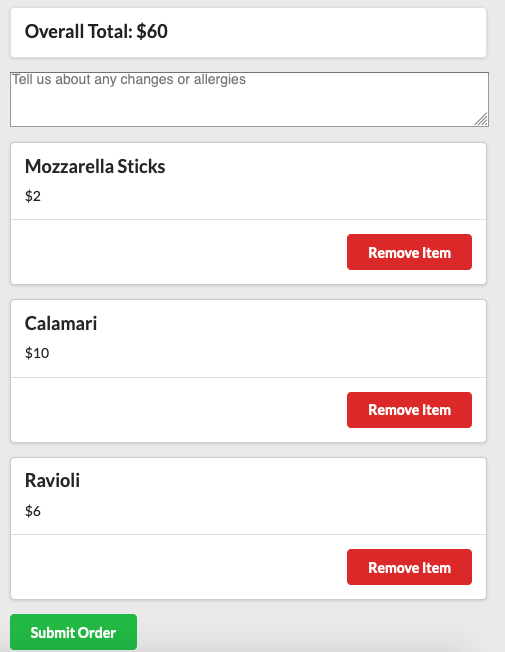 Overall Total: $60
Tell us about any changes or allergies
Mozzarella Sticks
$2
Remove Item
Calamari
$10
Remove Item
Ravioli
$6
Remove Item
Submit Order